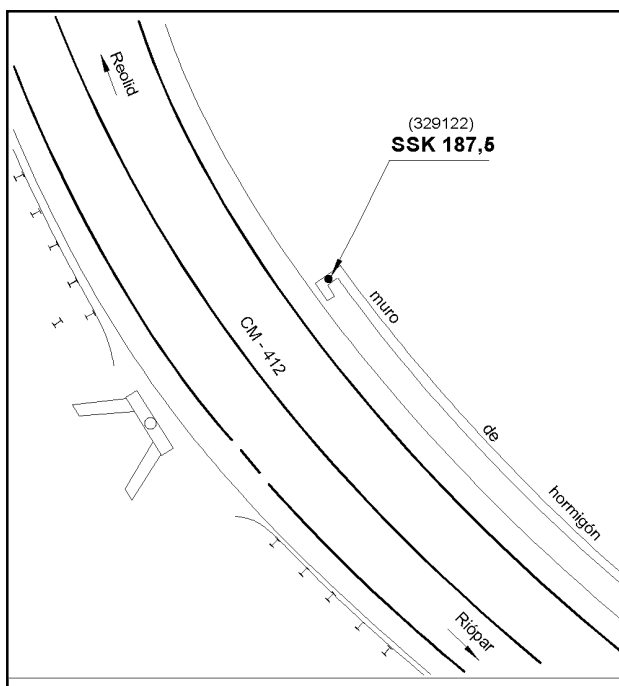 Reolid
(329122)
SSK 187,5
muro
CM - 412
de
hormigón
Riópar